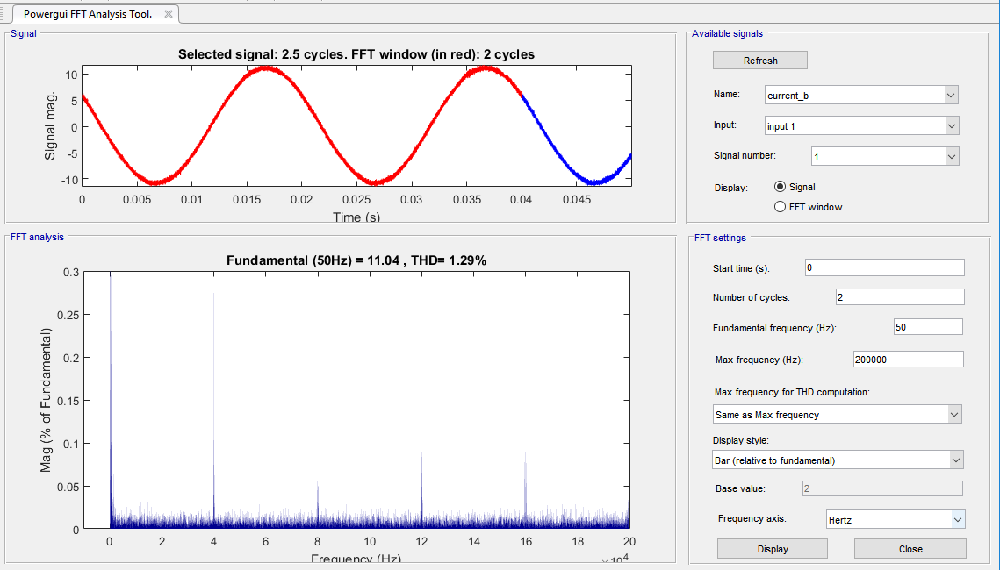 Powergui FFT Analysis Tool.
Signal
Selected signal: 2.5 cycles. FFT window (in red): 2 cycles
10
5
0
-5
-10
Signal mag.
0 0.005 0.01 0.015 0.02 0.025 0.03 0.035 0.04 0.045
Time (s)
FFT analysis
Fundamental (50Hz) = 11.04 , THD= 1.29%
0.3
0.25
0.2
0.15
0.1
0.05
0
Mag (% of Fundamental)
0 2 4 6 8 10 12 14 16 18 20
Frequency (Hz)
× 10^4
Available signals
Refresh
Name: current_b
Input: input 1
Signal number: 1
Display: Signal
FFT window
FFT settings
Start time (s): 0
Number of cycles: 2
Fundamental frequency (Hz): 50
Max frequency (Hz): 200000
Max frequency for THD computation:
Same as Max frequency
Display style:
Bar (relative to fundamental)
Base value: 2
Frequency axis: Hertz
Display Close